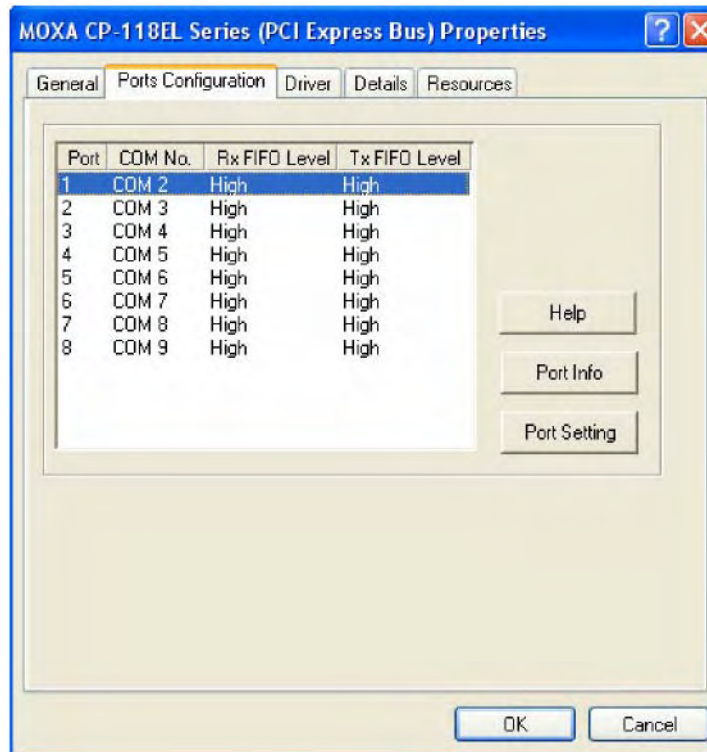 MOXA CP-118EL Series (PCI Express Bus) Properties
General Ports Configuration Driver Details Resources
Port COM No. Rx FIFO Level Tx FIFO Level
1 COM 2 High High
2 COM 3 High High
3 COM 4 High High
4 COM 5 High High
5 COM 6 High High
6 COM 7 High High
7 COM 8 High High
8 COM 9 High High
Help
Port Info
Port Setting
OK Cancel